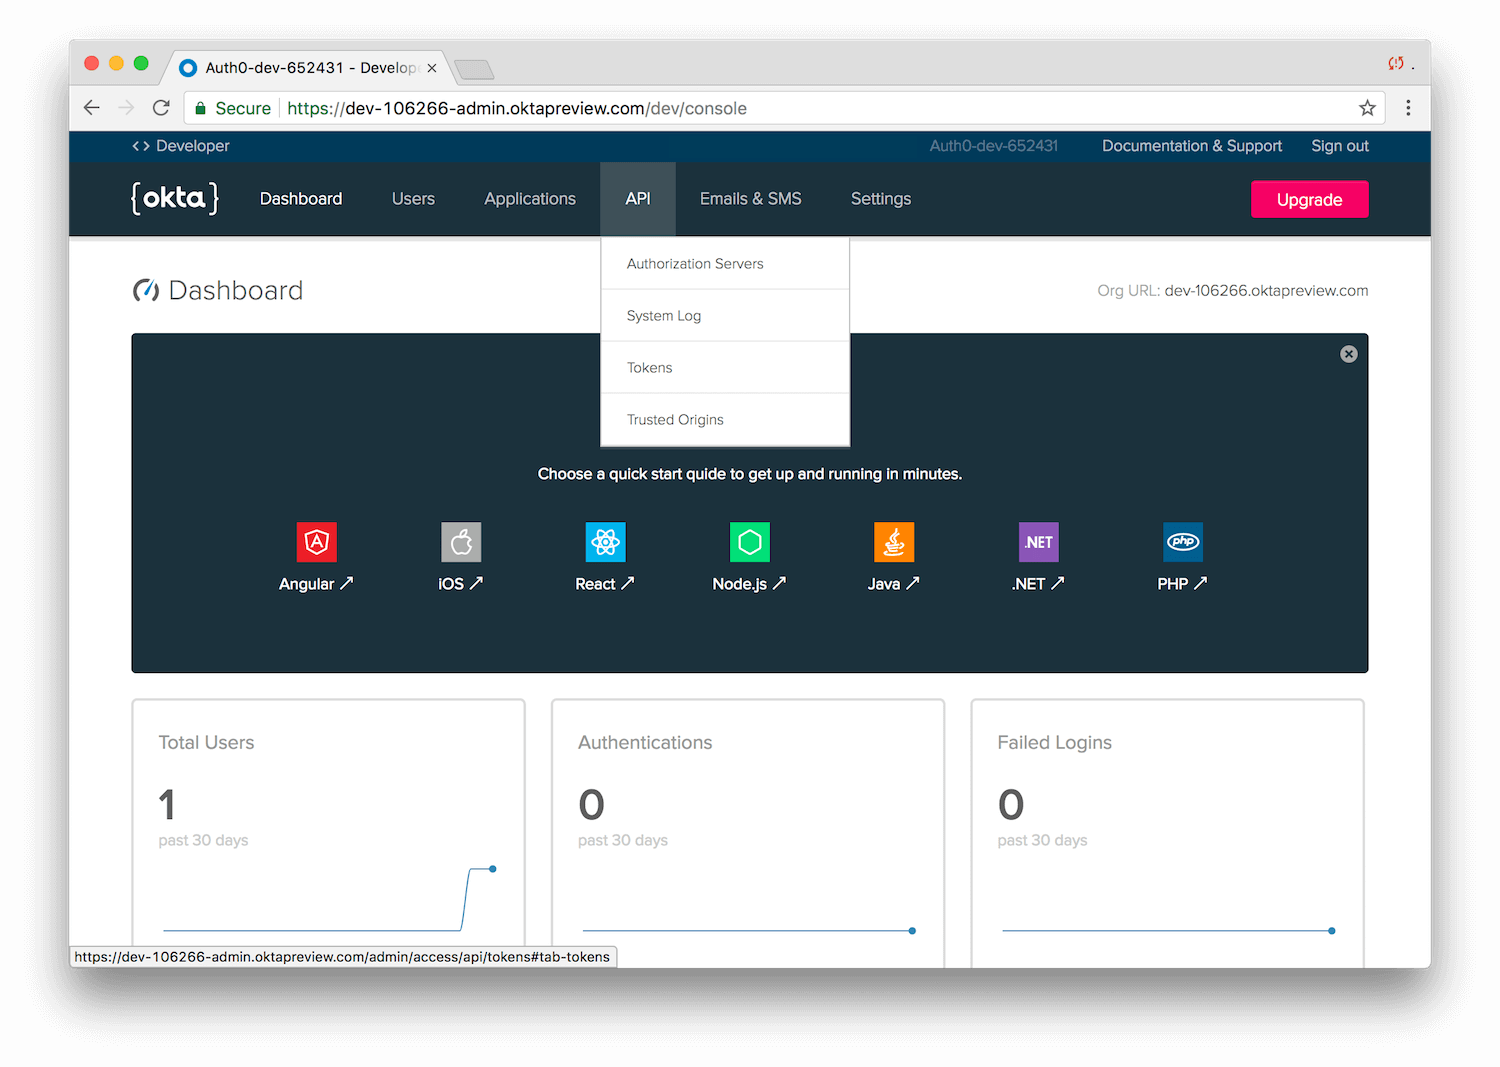 Auth0-dev-652431 - Develop
Secure https://dev-106266-admin.oktapreview.com/dev/console
<> Developer Auth0-dev-652431 Documentation & Support Sign out
{okta} Dashboard Users Applications API Emails & SMS Settings Upgrade
Authorization Servers
System Log
Tokens
Trusted Origins
Dashboard Org URL: dev-106266.oktapreview.com
Choose a quick start quide to get up and running in minutes.
.NET php
Angular iOS React Node.js Java .NET PHP
Total Users Authentications Failed Logins
1 0 0
past 30 days past 30 days past 30 days
https://dev-106266-admin.oktapreview.com/admin/access/api/tokens#tab-tokens